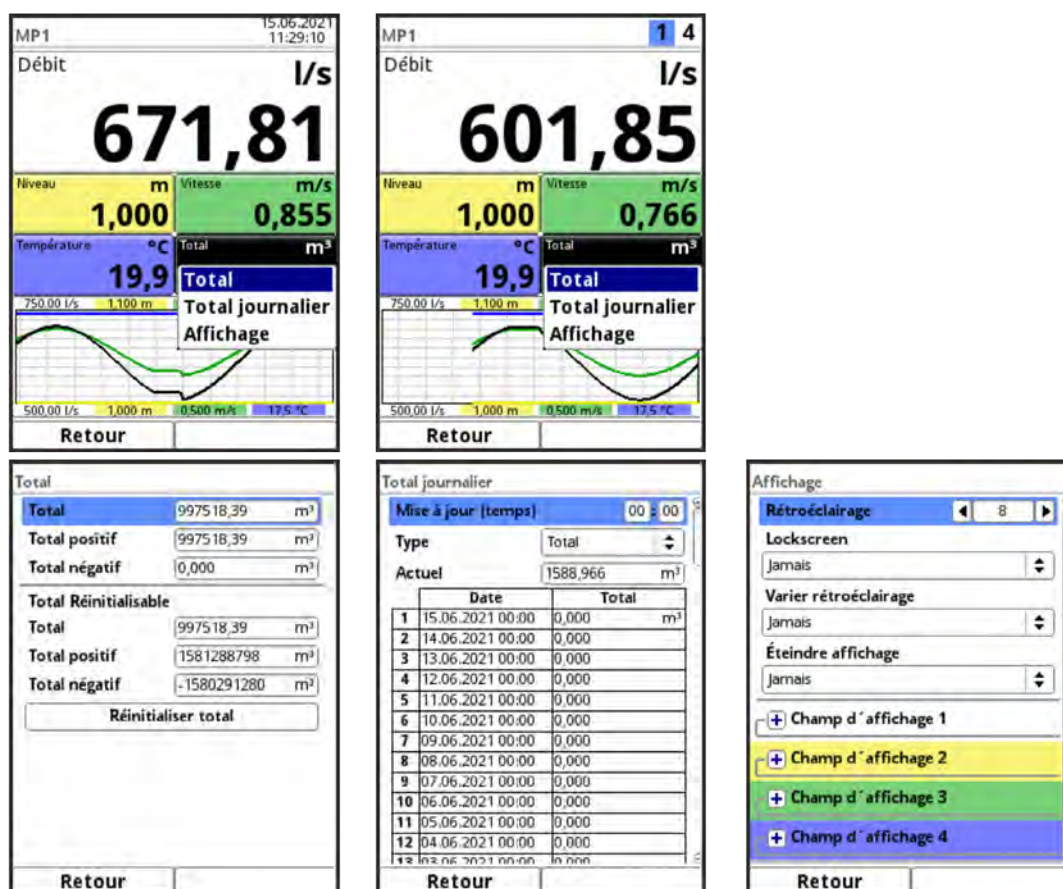 MP1
15.06.2021
11:29:10
Débit
l/s
671,81
Niveau m
Vitesse m/s
1,000
0,855
Température °C
Total m³
19,9
Total
Total journalier
Affichage
750.00 l/s 1,100 m
500,00 l/s 1,000 m 0,500 m/s 17,5 °C
Retour
MP1
1 4
Débit
l/s
601,85
Niveau m
Vitesse m/s
1,000
0,766
Température °C
Total m³
19,9
Total
Total journalier
Affichage
750.00 l/s 1,100 m
500,00 l/s 1,000 m 0,500 m/s 17,5 °C
Retour
Total
Total 997518,39 m³
Total positif 997518,39 m³
Total négatif 0,000 m³
Total Réinitialisable
Total 997518,39 m³
Total positif 1581288798 m³
Total négatif -1580291280 m³
Réinitialiser total
Retour
Total journalier
Mise à jour (temps) 00 : 00
Type Total
Actuel 1588,966 m³
Date Total
1 15.06.2021 00:00 0,000 m³
2 14.06.2021 00:00 0,000
3 13.06.2021 00:00 0,000
4 12.06.2021 00:00 0,000
5 11.06.2021 00:00 0,000
6 10.06.2021 00:00 0,000
7 09.06.2021 00:00 0,000
8 08.06.2021 00:00 0,000
9 07.06.2021 00:00 0,000
10 06.06.2021 00:00 0,000
11 05.06.2021 00:00 0,000
12 04.06.2021 00:00 0,000
13 03.06.2021 00:00 0,000
Retour
Affichage
Rétroéclairage 8
Lockscreen
Jamais
Varier rétroéclairage
Jamais
Éteindre affichage
Jamais
+ Champ d´affichage 1
+ Champ d´affichage 2
+ Champ d´affichage 3
+ Champ d´affichage 4
Retour